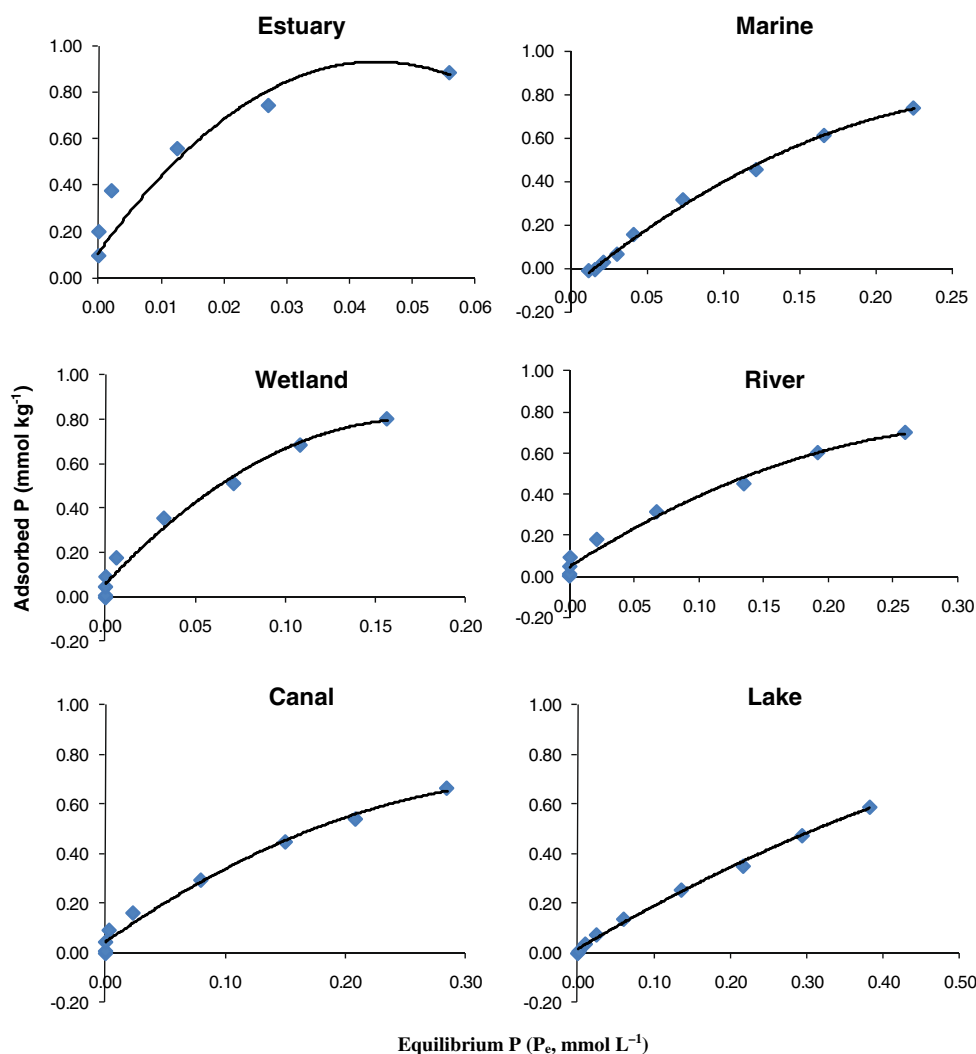 Estuary
1.00
0.80
0.60
0.40
0.20
0.00
0.00 0.01 0.02 0.03 0.04 0.05 0.06
Marine
1.00
0.80
0.60
0.40
0.20
0.00
-0.20
0.00 0.05 0.10 0.15 0.20 0.25
Adsorbed P (mmol kg⁻¹)
Wetland
1.00
0.80
0.60
0.40
0.20
0.00
-0.20
0.00 0.05 0.10 0.15 0.20
River
1.00
0.80
0.60
0.40
0.20
0.00
-0.20
0.00 0.05 0.10 0.15 0.20 0.25 0.30
Canal
1.00
0.80
0.60
0.40
0.20
0.00
-0.20
0.00 0.10 0.20 0.30
Lake
1.00
0.80
0.60
0.40
0.20
0.00
-0.20
0.00 0.10 0.20 0.30 0.40 0.50
Equilibrium P (Pₑ, mmol L⁻¹)